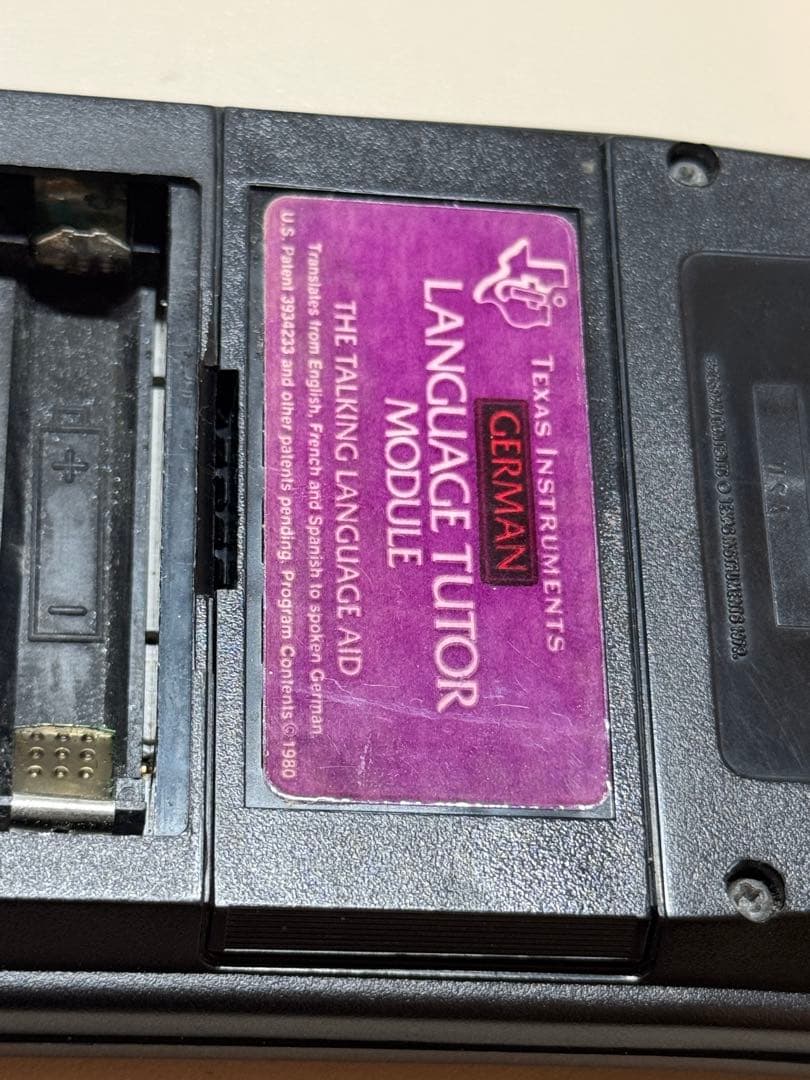 TEXAS INSTRUMENTS
GERMAN
LANGUAGE TUTOR
MODULE
THE TALKING LANGUAGE AID
Translates from English, French and Spanish to spoken German.
U.S. Patent 3934233 and other patents pending. Program Contents © 1980
+
−
USA